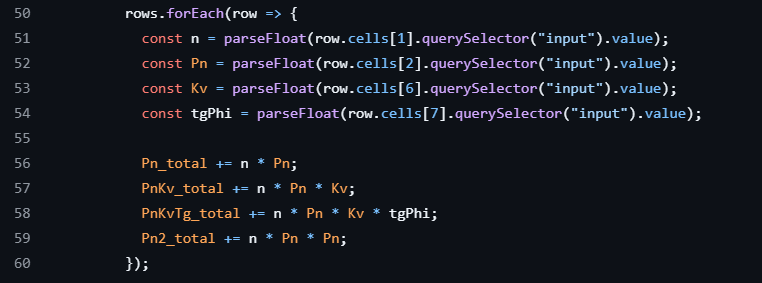 50 rows.forEach(row => {
51 const n = parseFloat(row.cells[1].querySelector("input").value);
52 const Pn = parseFloat(row.cells[2].querySelector("input").value);
53 const Kv = parseFloat(row.cells[6].querySelector("input").value);
54 const tgPhi = parseFloat(row.cells[7].querySelector("input").value);
55
56 Pn_total += n * Pn;
57 PnKv_total += n * Pn * Kv;
58 PnKvTg_total += n * Pn * Kv * tgPhi;
59 Pn2_total += n * Pn * Pn;
60 });